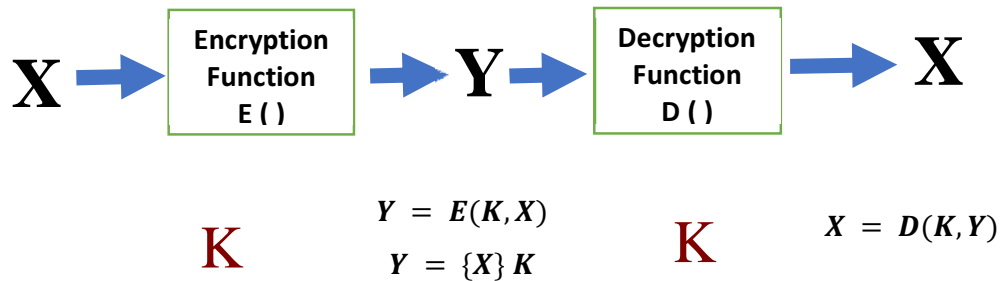 X
Encryption
Function
E ( )
Y
Decryption
Function
D ( )
X
K
Y = E(K, X)
Y = {X} K
K
X = D(K, Y)